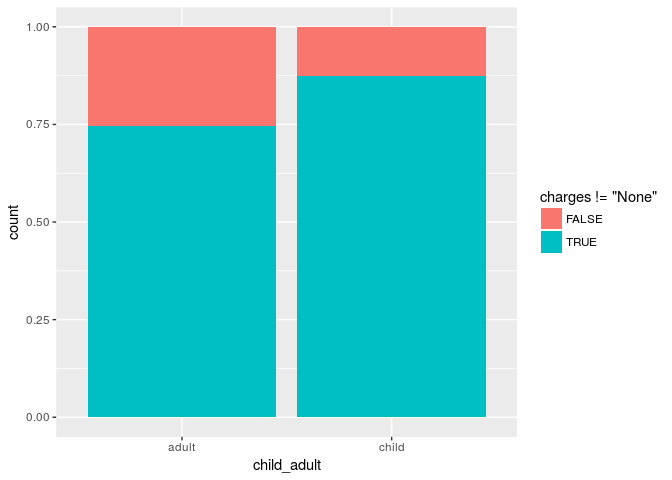 1.00
0.75
0.50
0.25
0.00
count
adult
child
child_adult
charges != "None"
FALSE
TRUE